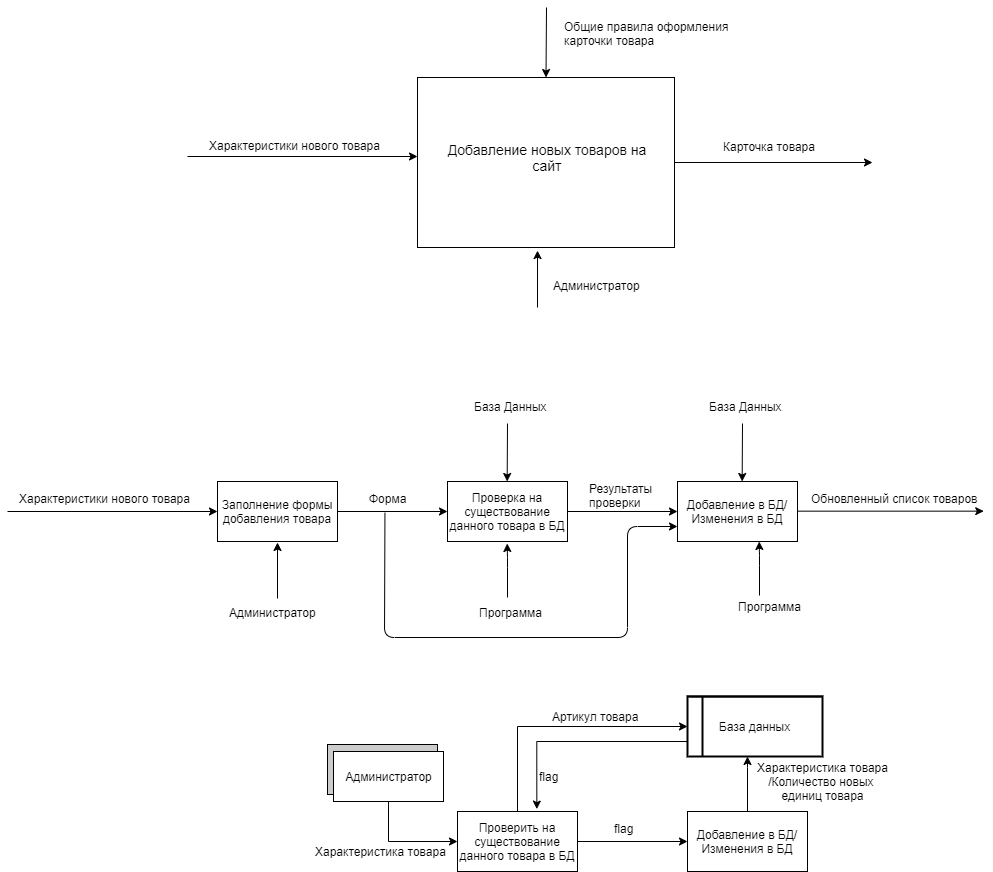 Общие правила оформления
карточки товара
Характеристики нового товара
Добавление новых товаров на
сайт
Карточка товара
Администратор
База Данных
База Данных
Характеристики нового товара
Заполнение формы
добавления товара
Форма
Проверка на
существование
данного товара в БД
Результаты
проверки
Добавление в БД/
Изменения в БД
Обновленный список товаров
Администратор
Программа
Программа
Артикул товара
База данных
Администратор
flag
Характеристика товара
/Количество новых
единиц товара
Характеристика товара
Проверить на
существование
данного товара в БД
flag
Добавление в БД/
Изменения в БД